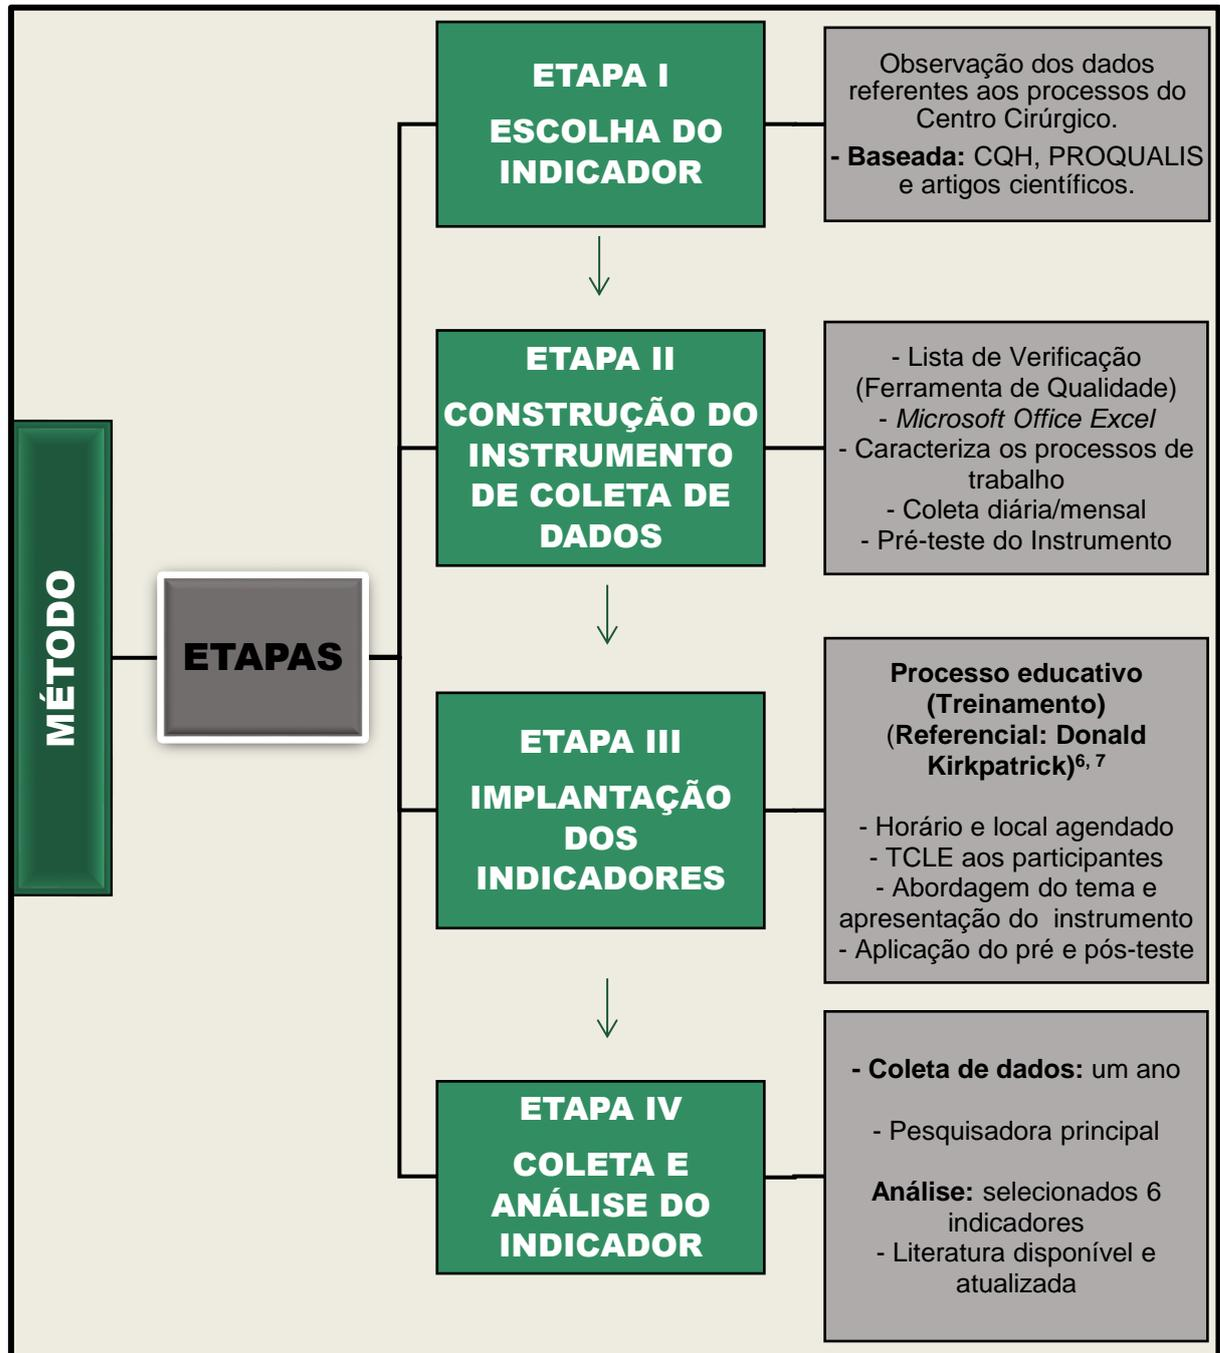 MÉTODO
ETAPAS
ETAPA I
ESCOLHA DO
INDICADOR
Observação dos dados
referentes aos processos do
Centro Cirúrgico.
- Baseada: CQH, PROQUALIS
e artigos científicos.
ETAPA II
CONSTRUÇÃO DO
INSTRUMENTO
DE COLETA DE
DADOS
- Lista de Verificação
(Ferramenta de Qualidade)
- Microsoft Office Excel
- Caracteriza os processos de
trabalho
- Coleta diária/mensal
- Pré-teste do Instrumento
ETAPA III
IMPLANTAÇÃO
DOS
INDICADORES
Processo educativo
(Treinamento)
(Referencial: Donald
Kirkpatrick)6, 7
- Horário e local agendado
- TCLE aos participantes
- Abordagem do tema e
apresentação do instrumento
- Aplicação do pré e pós-teste
ETAPA IV
COLETA E
ANÁLISE DO
INDICADOR
- Coleta de dados: um ano
- Pesquisadora principal
Análise: selecionados 6
indicadores
- Literatura disponível e
atualizada